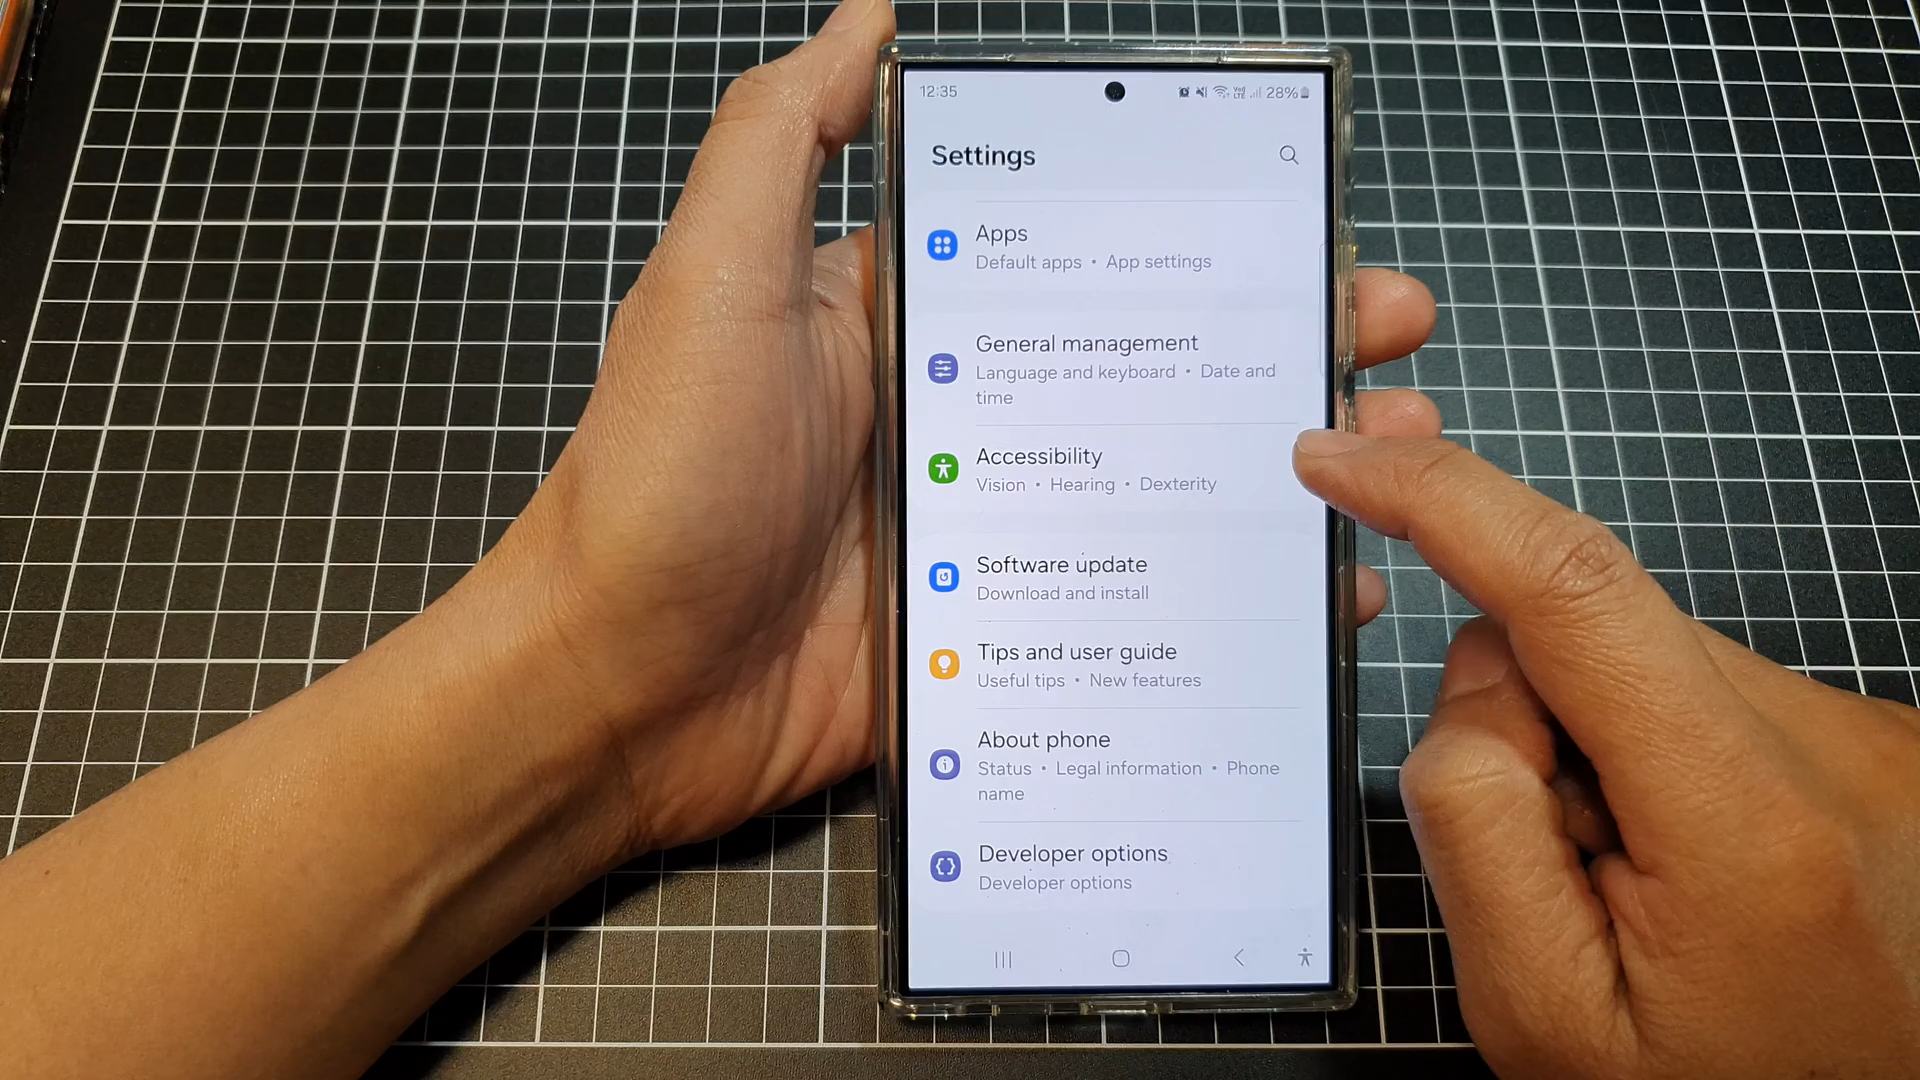 12:35
Vo) LTE 28%
Settings
Apps
Default apps • App settings
General management
Language and keyboard • Date and
time
Accessibility
Vision • Hearing • Dexterity
Software update
Download and install
Tips and user guide
Useful tips • New features
About phone
Status • Legal information • Phone
name
Developer options
Developer options